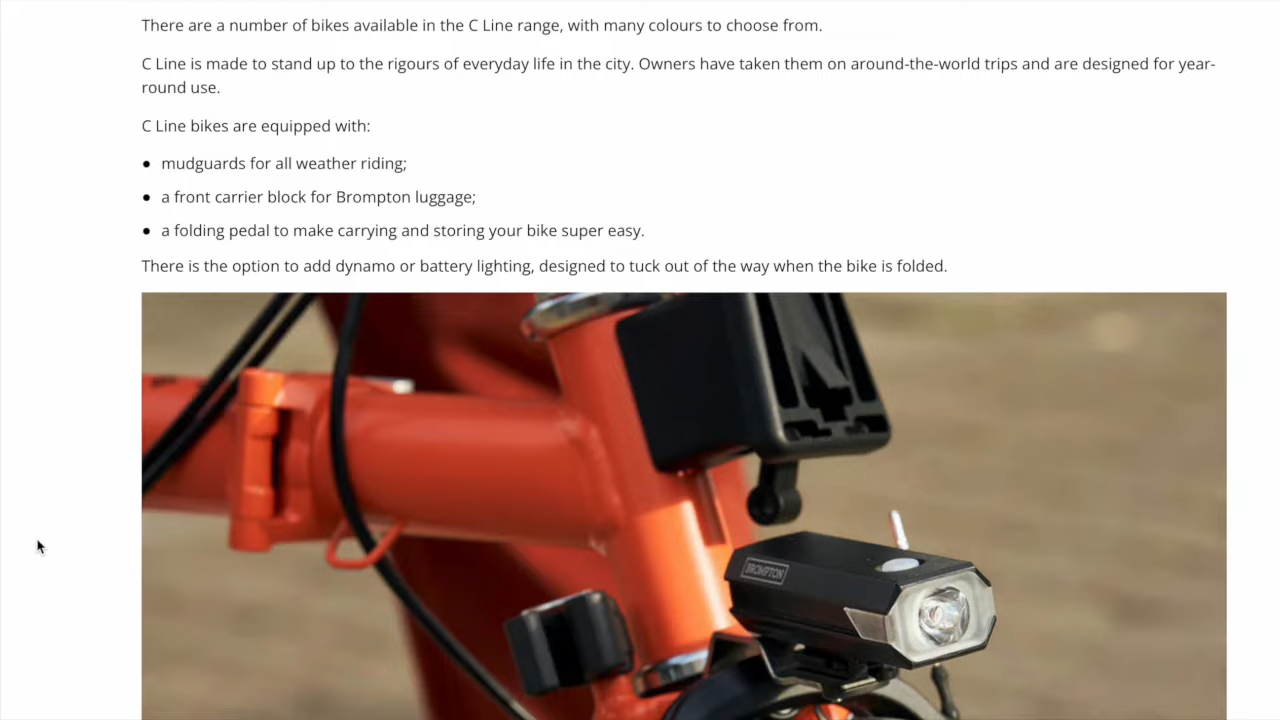 There are a number of bikes available in the C Line range, with many colours to choose from.
C Line is made to stand up to the rigours of everyday life in the city. Owners have taken them on around-the-world trips and are designed for year-
round use.
C Line bikes are equipped with:
mudguards for all weather riding;
a front carrier block for Brompton luggage;
a folding pedal to make carrying and storing your bike super easy.
There is the option to add dynamo or battery lighting, designed to tuck out of the way when the bike is folded.
BROMPTON